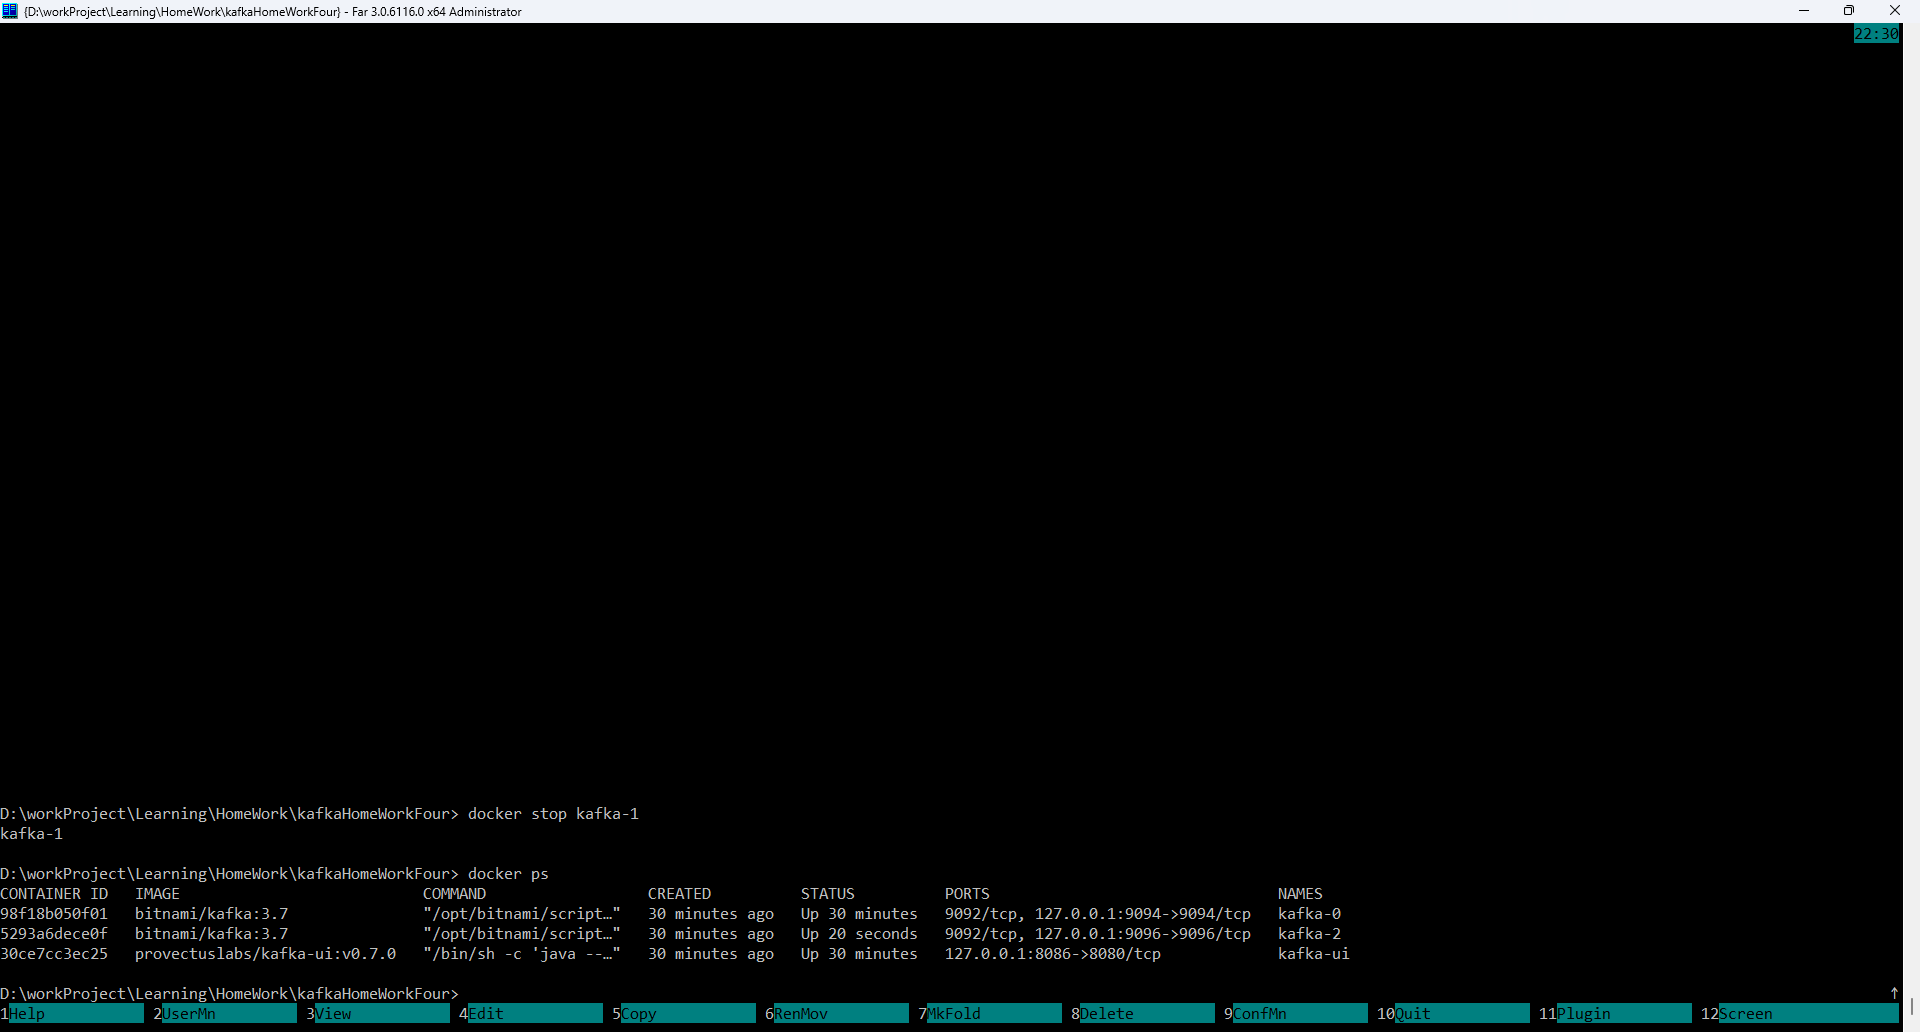 {D:\workProject\Learning\HomeWork\kafkaHomeWorkFour} - Far 3.0.6116.0 x64 Administrator
22:30
D:\workProject\Learning\HomeWork\kafkaHomeWorkFour> docker stop kafka-1
kafka-1
D:\workProject\Learning\HomeWork\kafkaHomeWorkFour> docker ps
CONTAINER ID   IMAGE                           COMMAND                  CREATED          STATUS          PORTS                                NAMES
98f18b050f01   bitnami/kafka:3.7               "/opt/bitnami/script…"   30 minutes ago   Up 30 minutes   9092/tcp, 127.0.0.1:9094->9094/tcp   kafka-0
5293a6dece0f   bitnami/kafka:3.7               "/opt/bitnami/script…"   30 minutes ago   Up 20 seconds   9092/tcp, 127.0.0.1:9096->9096/tcp   kafka-2
30ce7cc3ec25   provectuslabs/kafka-ui:v0.7.0   "/bin/sh -c 'java --…"   30 minutes ago   Up 30 minutes   127.0.0.1:8086->8080/tcp             kafka-ui
D:\workProject\Learning\HomeWork\kafkaHomeWorkFour> ↑
1Help 2UserMn 3View 4Edit 5Copy 6RenMov 7MkFold 8Delete 9ConfMn 10Quit 11Plugin 12Screen